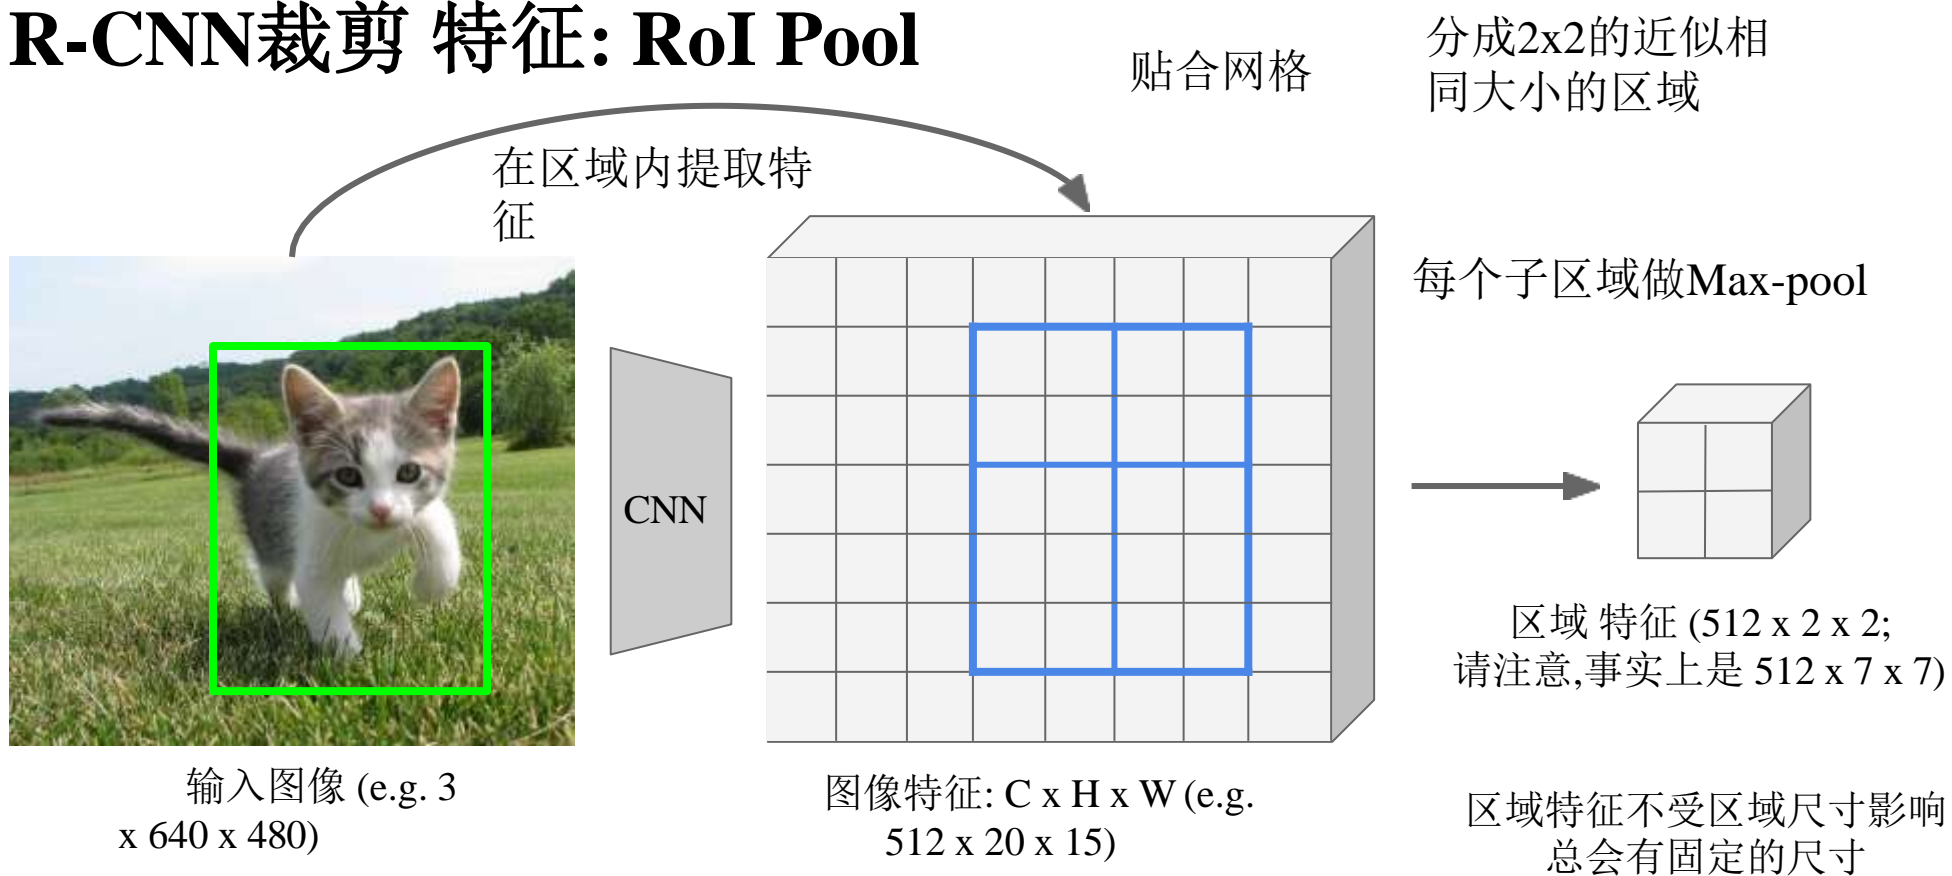 R-CNN裁剪 特征: RoI Pool
贴合网格
分成2x2的近似相
同大小的区域
在区域内提取特
征
每个子区域做Max-pool
CNN
区域 特征 (512 x 2 x 2;
请注意,事实上是 512 x 7 x 7)
输入图像 (e.g. 3
x 640 x 480)
图像特征: C x H x W (e.g.
512 x 20 x 15)
区域特征不受区域尺寸影响
总会有固定的尺寸